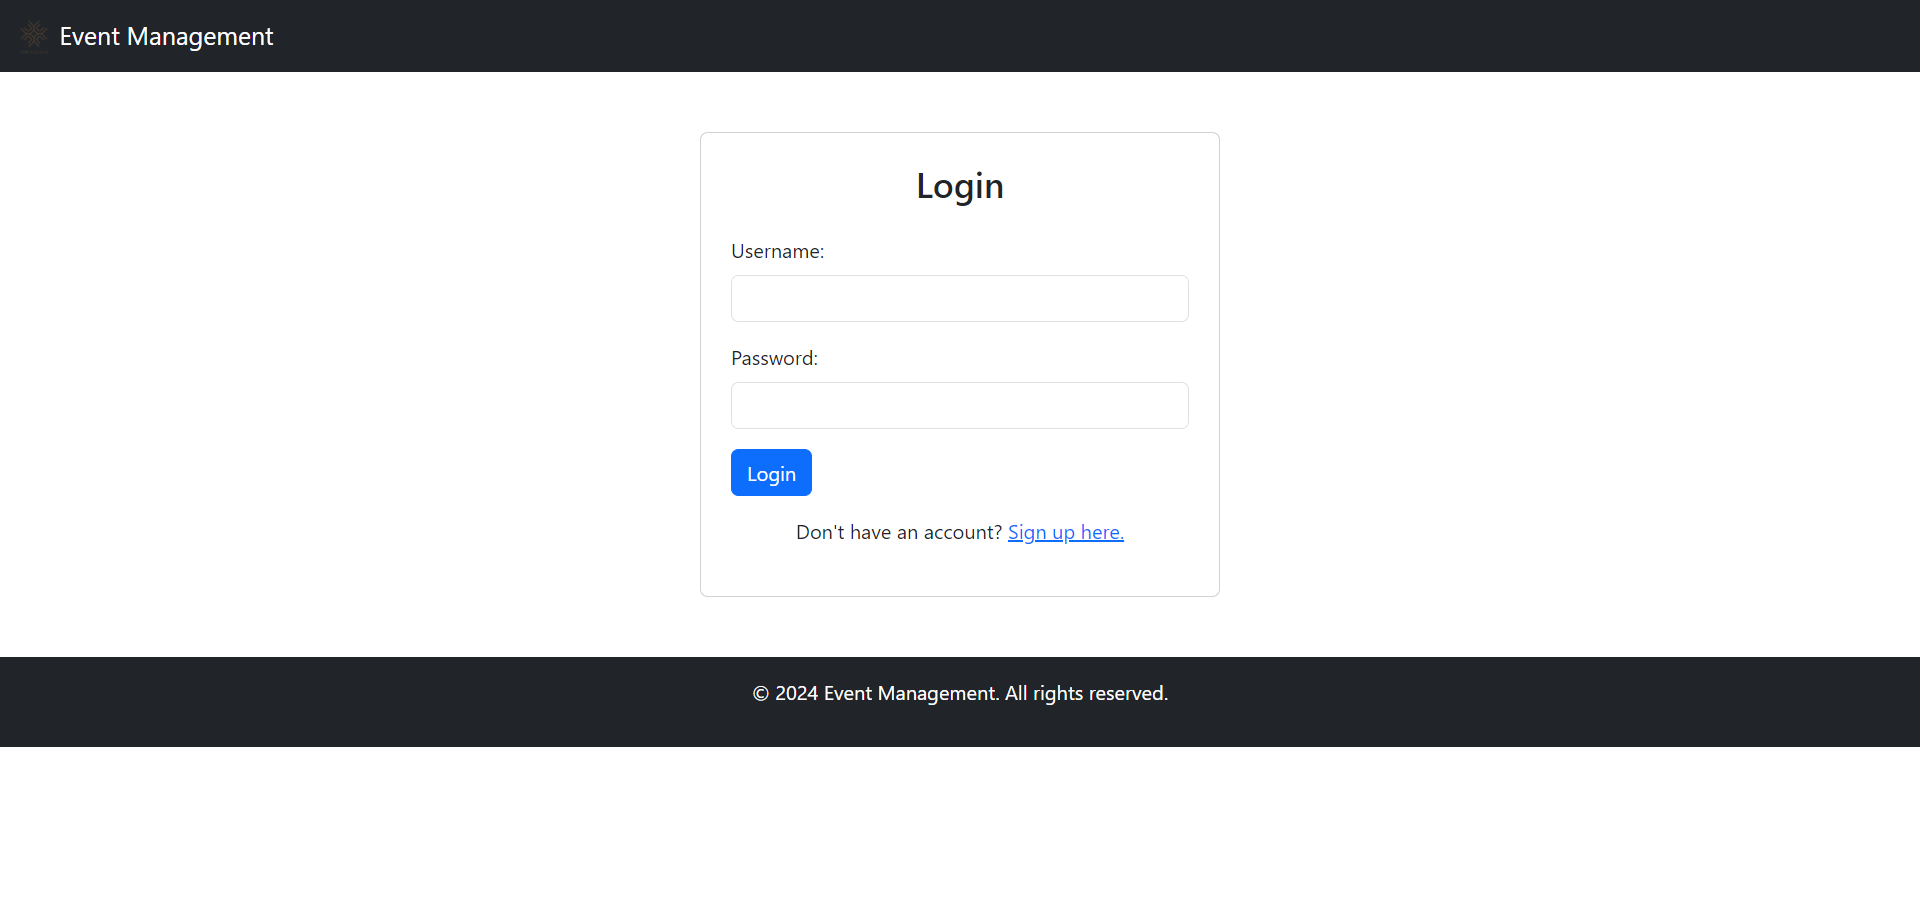 Event Management
Login
Username:
Password:
Login
Don't have an account? Sign up here.
© 2024 Event Management. All rights reserved.